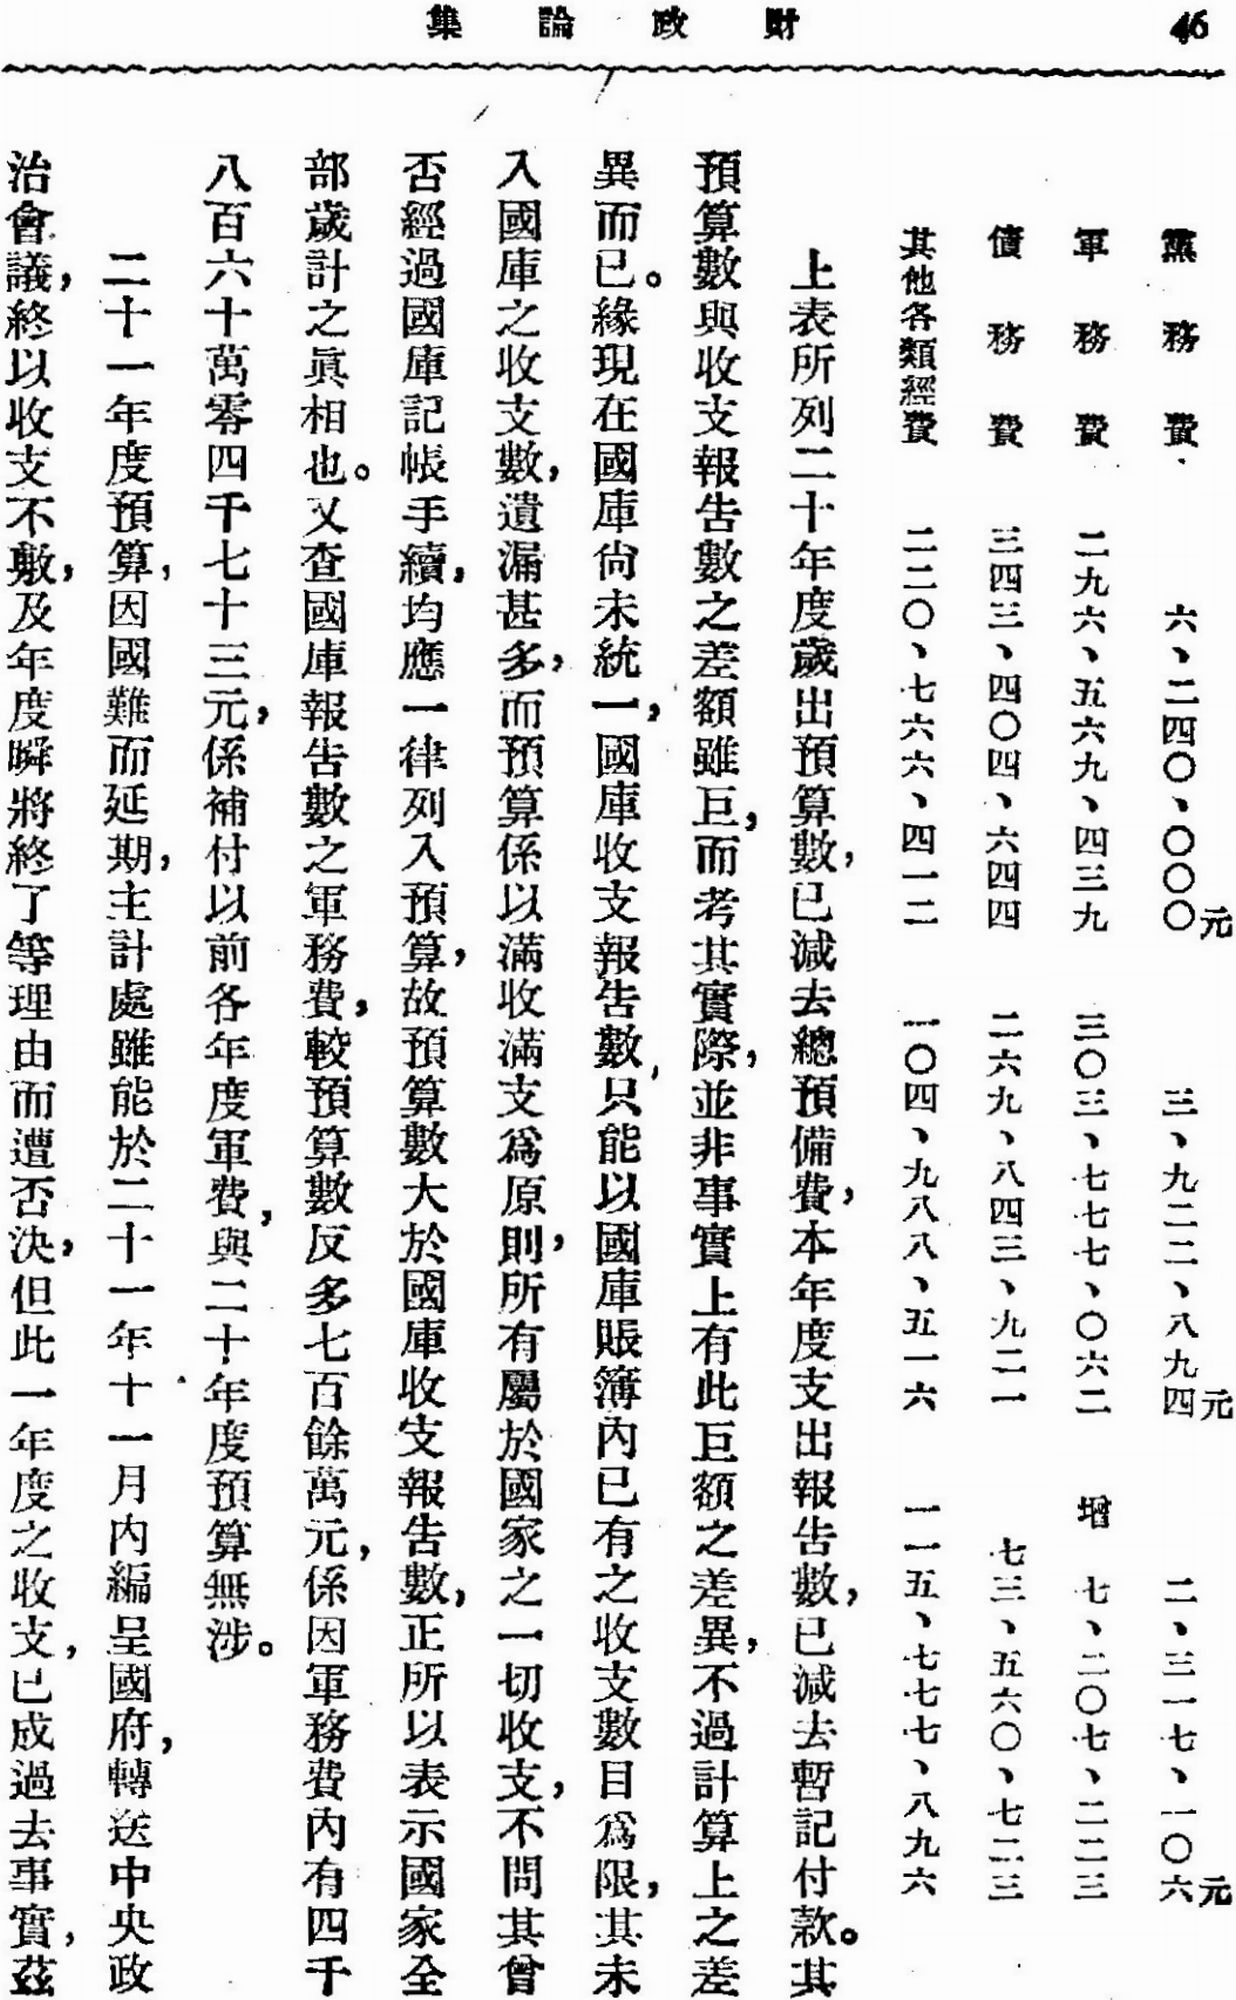 46
財政論集
黨務費　六、二四〇、〇〇〇元　三、九二二、八九四元　二、三一七、一〇六元
軍務費　二九六、五六九、四三九　三〇三、七七七、〇六二　增　七、二〇七、二二三
債務費　三四三、四〇四、六四四　二六九、八四三、九二一　七三、五六〇、七二三
其他各類經費　二二〇、七六六、四一二　一〇四、九八八、五一六　一一五、七七七、八九六
上表所列二十年度歲出預算數，已減去總預備費，本年度支出報告數，已減去暫記付款。其
預算數與收支報告數之差額雖巨，而考其實際，並非事實上有此巨額之差異，不過計算上之差
異而已。緣現在國庫尙未統一，國庫收支報告數，只能以國庫賬簿內已有之收支數目爲限，其未
入國庫之收支數，遺漏甚多，而預算係以滿收滿支爲原則，所有屬於國家之一切收支，不問其曾
否經過國庫記帳手續，均應一律列入預算，故預算數大於國庫收支報告數，正所以表示國家全
部歲計之眞相也。又查國庫報告數之軍務費，較預算數反多七百餘萬元，係因軍務費內有四千
八百六十萬零四千七十三元，係補付以前各年度軍費，與二十年度預算無涉。
二十一年度預算，因國難而延期，主計處雖能於二十一年十一月內編呈國府，轉送中央政
治會議，終以收支不敷，及年度瞬將終了等理由而遭否決，但此一年度之收支，已成過去事實，茲